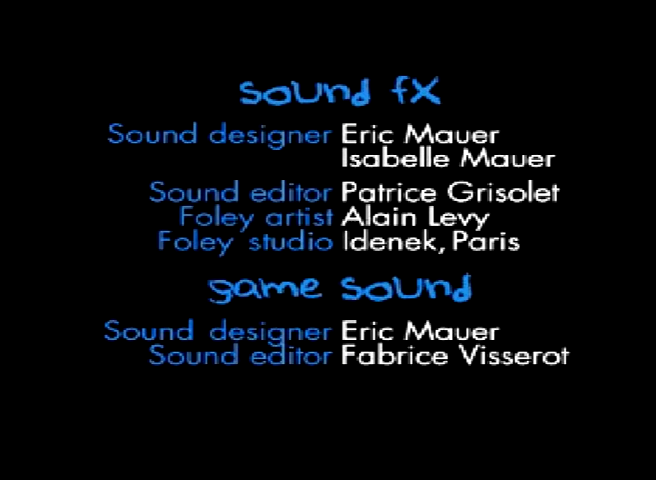 sound fx
Sound designer Eric Mauer
Isabelle Mauer
Sound editor Patrice Grisolet
Foley artist Alain Levy
Foley studio Idenek, Paris
game sound
Sound designer Eric Mauer
Sound editor Fabrice Visserot